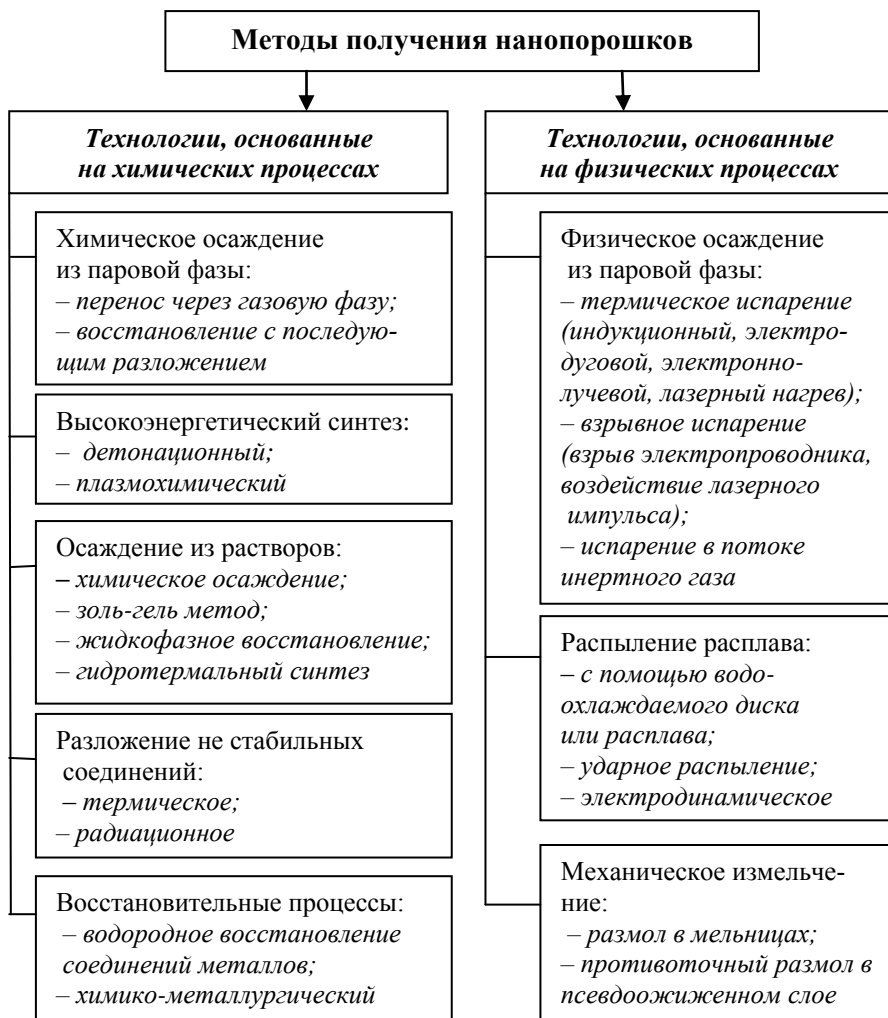 Методы получения нанопорошков
Технологии, основанные
на химических процессах
Химическое осаждение
из паровой фазы:
– перенос через газовую фазу;
– восстановление с последую-
щим разложением
Высокоэнергетический синтез:
– детонационный;
– плазмохимический
Осаждение из растворов:
– химическое осаждение;
– золь-гель метод;
– жидкофазное восстановление;
– гидротермальный синтез
Разложение не стабильных
соединений:
– термическое;
– радиационное
Восстановительные процессы:
– водородное восстановление
соединений металлов;
– химико-металлургический
Технологии, основанные
на физических процессах
Физическое осаждение
из паровой фазы:
– термическое испарение
(индукционный, электро-
дуговой, электронно-
лучевой, лазерный нагрев);
– взрывное испарение
(взрыв электропроводника,
воздействие лазерного
импульса);
– испарение в потоке
инертного газа
Распыление расплава:
– с помощью водо-
охлаждаемого диска
или расплава;
– ударное распыление;
– электродинамическое
Механическое измельче-
ние:
– размол в мельницах;
– противоточный размол в
псевдоожиженном слое